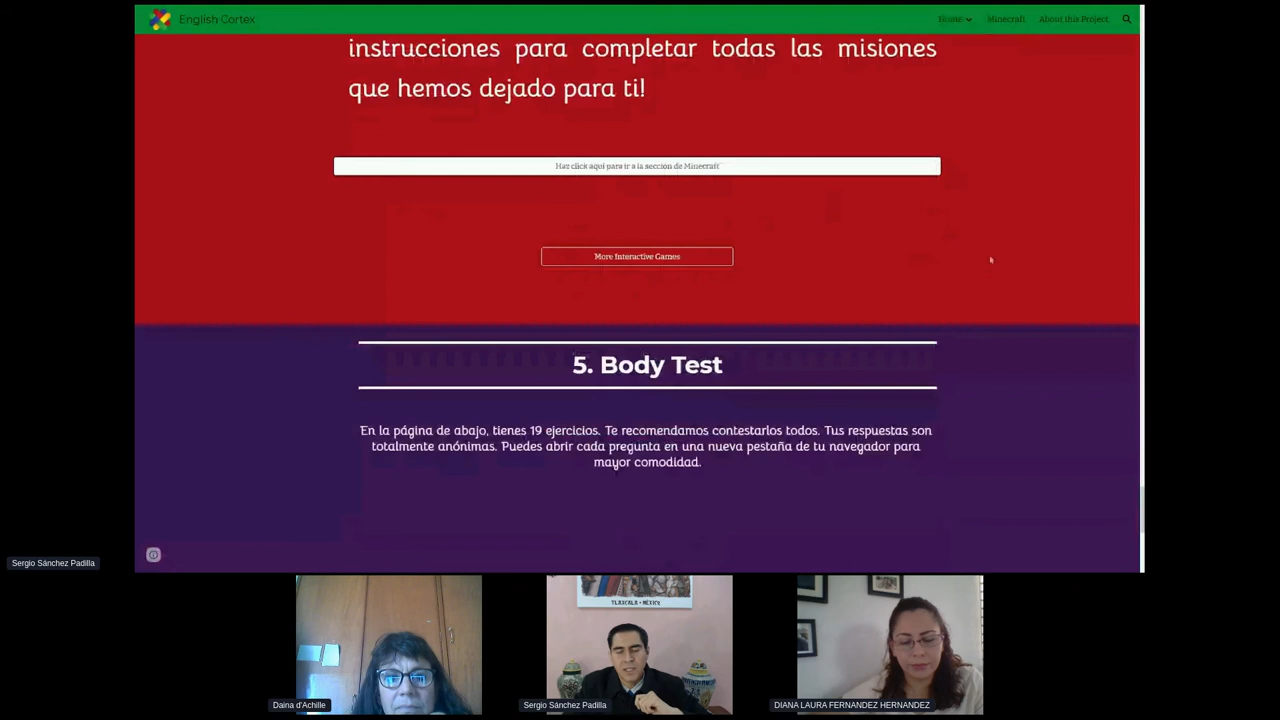 English Cortex
Home
Minecraft
About this Project
instrucciones para completar todas las misiones
que hemos dejado para ti!
Haz click aquí para ir a la sección de Minecraft
More Interactive Games
5. Body Test
En la página de abajo, tienes 19 ejercicios. Te recomendamos contestarlos todos. Tus respuestas son
totalmente anónimas. Puedes abrir cada pregunta en una nueva pestaña de tu navegador para
mayor comodidad.
Sergio Sánchez Padilla
TLAXCALA • MÉXICO
Daina d'Achille
Sergio Sánchez Padilla
DIANA LAURA FERNANDEZ HERNANDEZ